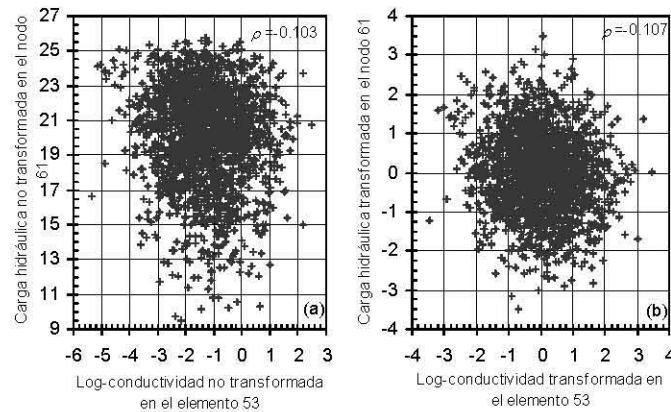 ρ=-0.103
Carga hidráulica no transformada en el nodo
61
27
25
23
21
19
17
15
13
11
9
(a)
-6 -5 -4 -3 -2 -1 0 1 2 3
Log-conductividad no transformada
en el elemento 53
ρ=-0.107
Carga hidráulica transformada en el nodo 61
4
3
2
1
0
-1
-2
-3
-4
(b)
-4 -3 -2 -1 0 1 2 3 4
Log-conductividad transformada en
el elemento 53